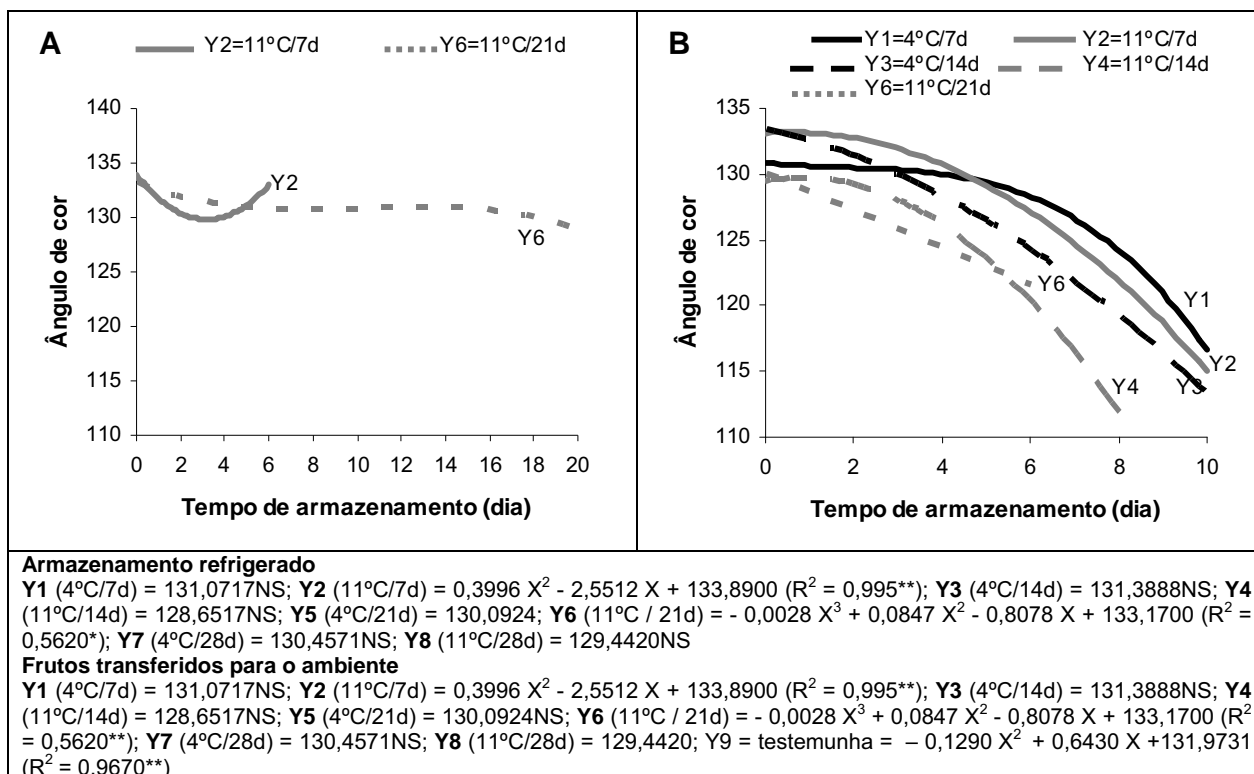 A
Y2=11ºC/7d
Y6=11ºC/21d
140
135
130
125
120
115
110
Ângulo de cor
Y2
Y6
0 2 4 6 8 10 12 14 16 18 20
Tempo de armazenamento (dia)
B
Y1=4ºC/7d
Y2=11ºC/7d
Y3=4ºC/14d
Y4=11ºC/14d
Y6=11ºC/21d
135
130
125
120
115
110
Ângulo de cor
Y6
Y1
Y2
Y3
Y4
0 2 4 6 8 10
Tempo de armazenamento (dia)
Armazenamento refrigerado
Y1 (4ºC/7d) = 131,0717NS; Y2 (11ºC/7d) = 0,3996 X² - 2,5512 X + 133,8900 (R² = 0,995**); Y3 (4ºC/14d) = 131,3888NS; Y4
(11ºC/14d) = 128,6517NS; Y5 (4ºC/21d) = 130,0924; Y6 (11ºC / 21d) = - 0,0028 X³ + 0,0847 X² - 0,8078 X + 133,1700 (R² =
0,5620*); Y7 (4ºC/28d) = 130,4571NS; Y8 (11ºC/28d) = 129,4420NS
Frutos transferidos para o ambiente
Y1 (4ºC/7d) = 131,0717NS; Y2 (11ºC/7d) = 0,3996 X² - 2,5512 X + 133,8900 (R² = 0,995**); Y3 (4ºC/14d) = 131,3888NS; Y4
(11ºC/14d) = 128,6517NS; Y5 (4ºC/21d) = 130,0924NS; Y6 (11ºC / 21d) = - 0,0028 X³ + 0,0847 X² - 0,8078 X + 133,1700 (R²
= 0,5620**); Y7 (4ºC/28d) = 130,4571NS; Y8 (11ºC/28d) = 129,4420; Y9 = testemunha = – 0,1290 X² + 0,6430 X +131,9731
(R² = 0,9670**)